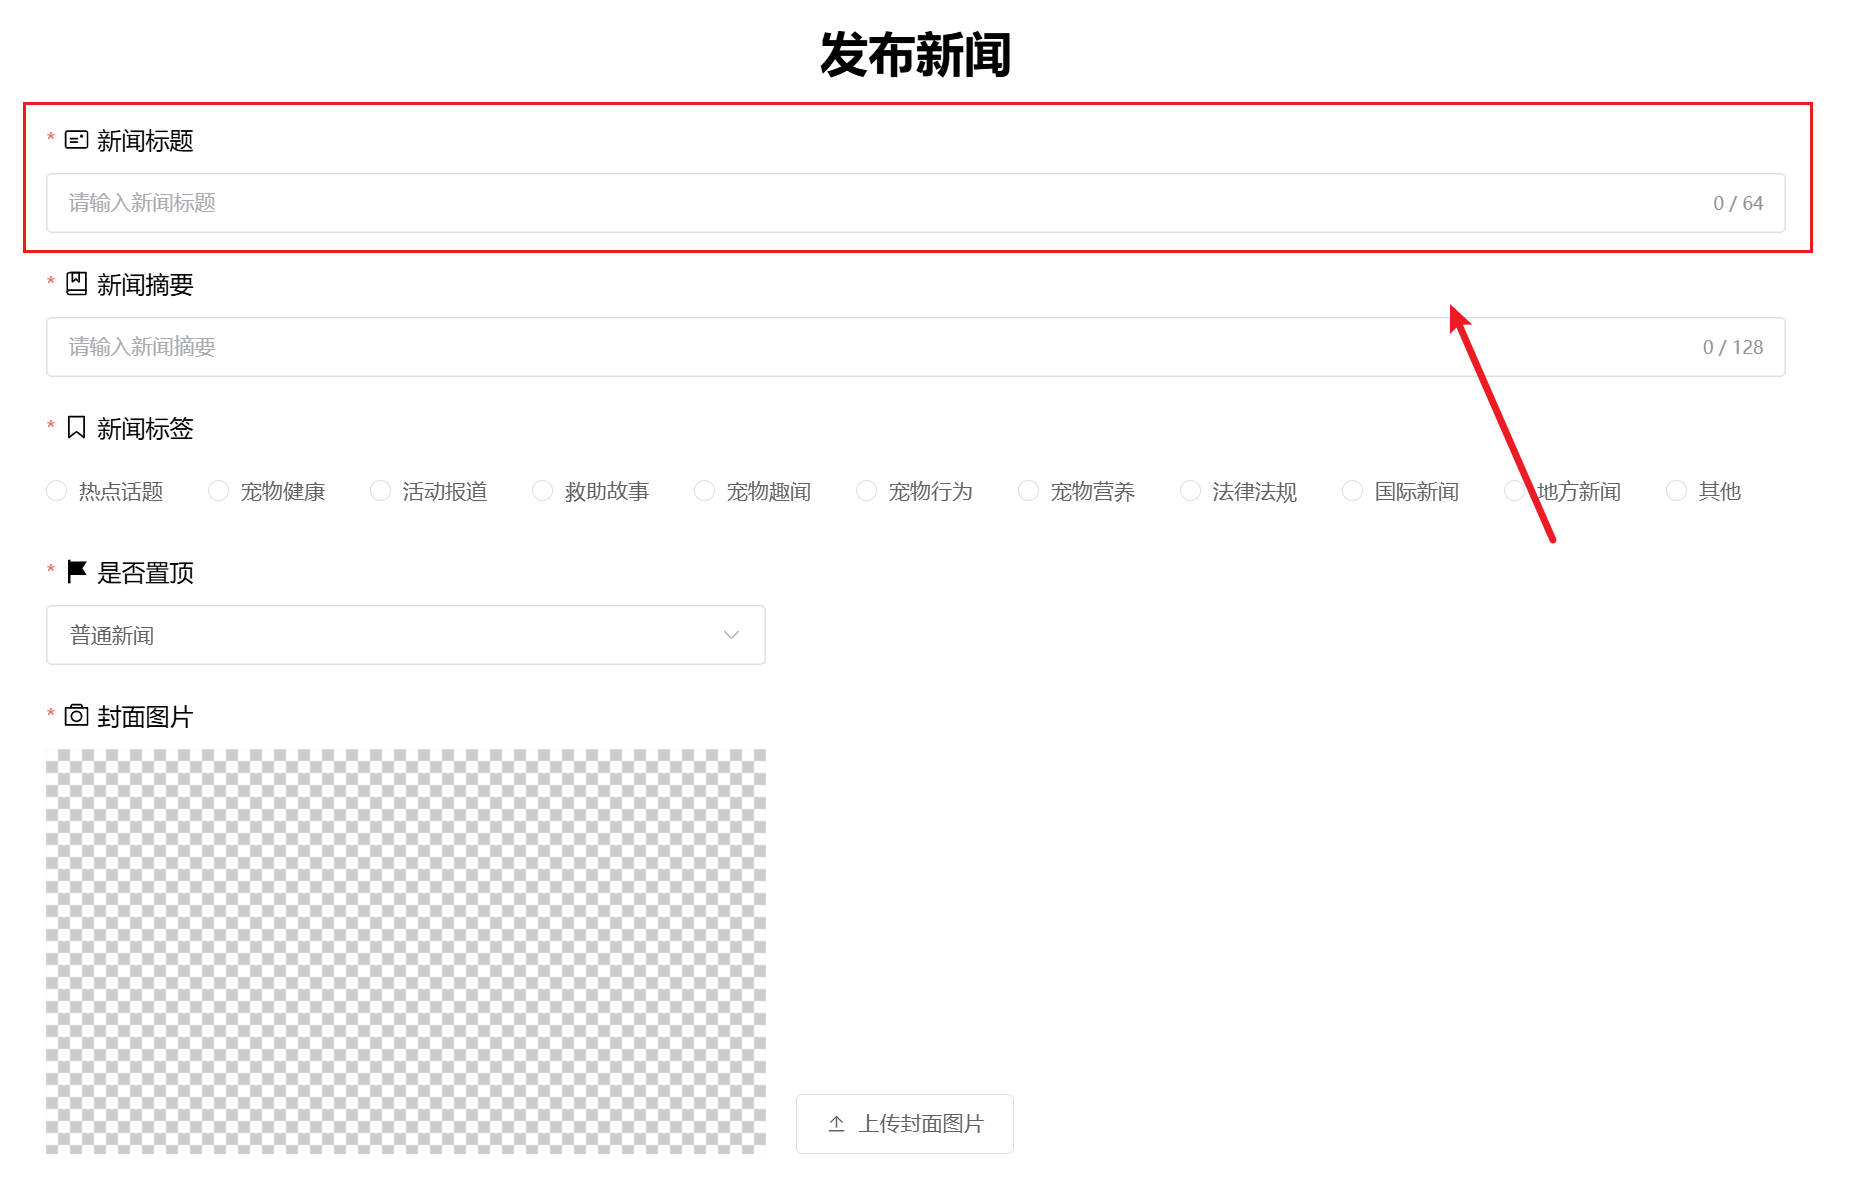 发布新闻
* 新闻标题
请输入新闻标题 0 / 64
* 新闻摘要
请输入新闻摘要 0 / 128
* 新闻标签
热点话题 宠物健康 活动报道 救助故事 宠物趣闻 宠物行为 宠物营养 法律法规 国际新闻 地方新闻 其他
* 是否置顶
普通新闻
* 封面图片
上传封面图片